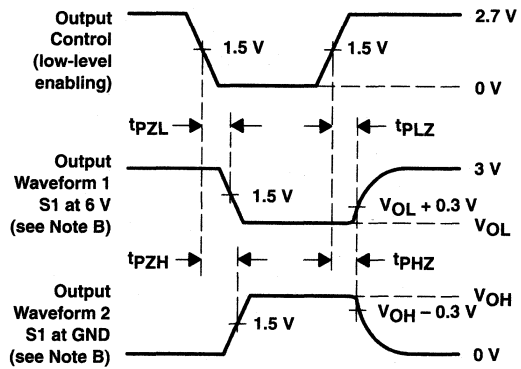 Output
Control
(low-level
enabling)
1.5 V
1.5 V
2.7 V
0 V
tPZL
tPLZ
Output
Waveform 1
S1 at 6 V
(see Note B)
1.5 V
3 V
VOL + 0.3 V
VOL
tPZH
tPHZ
Output
Waveform 2
S1 at GND
(see Note B)
1.5 V
VOH
VOH – 0.3 V
0 V